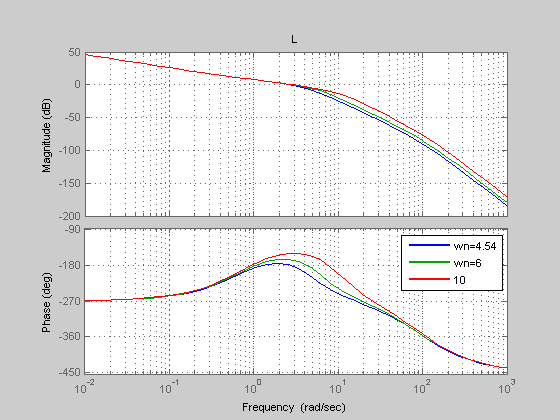 L
50
0
-50
-100
-150
-200
Magnitude (dB)
-90
-180
-270
-360
-450
Phase (deg)
wn=4.54
wn=6
10
10^-2 10^-1 10^0 10^1 10^2 10^3
Frequency (rad/sec)